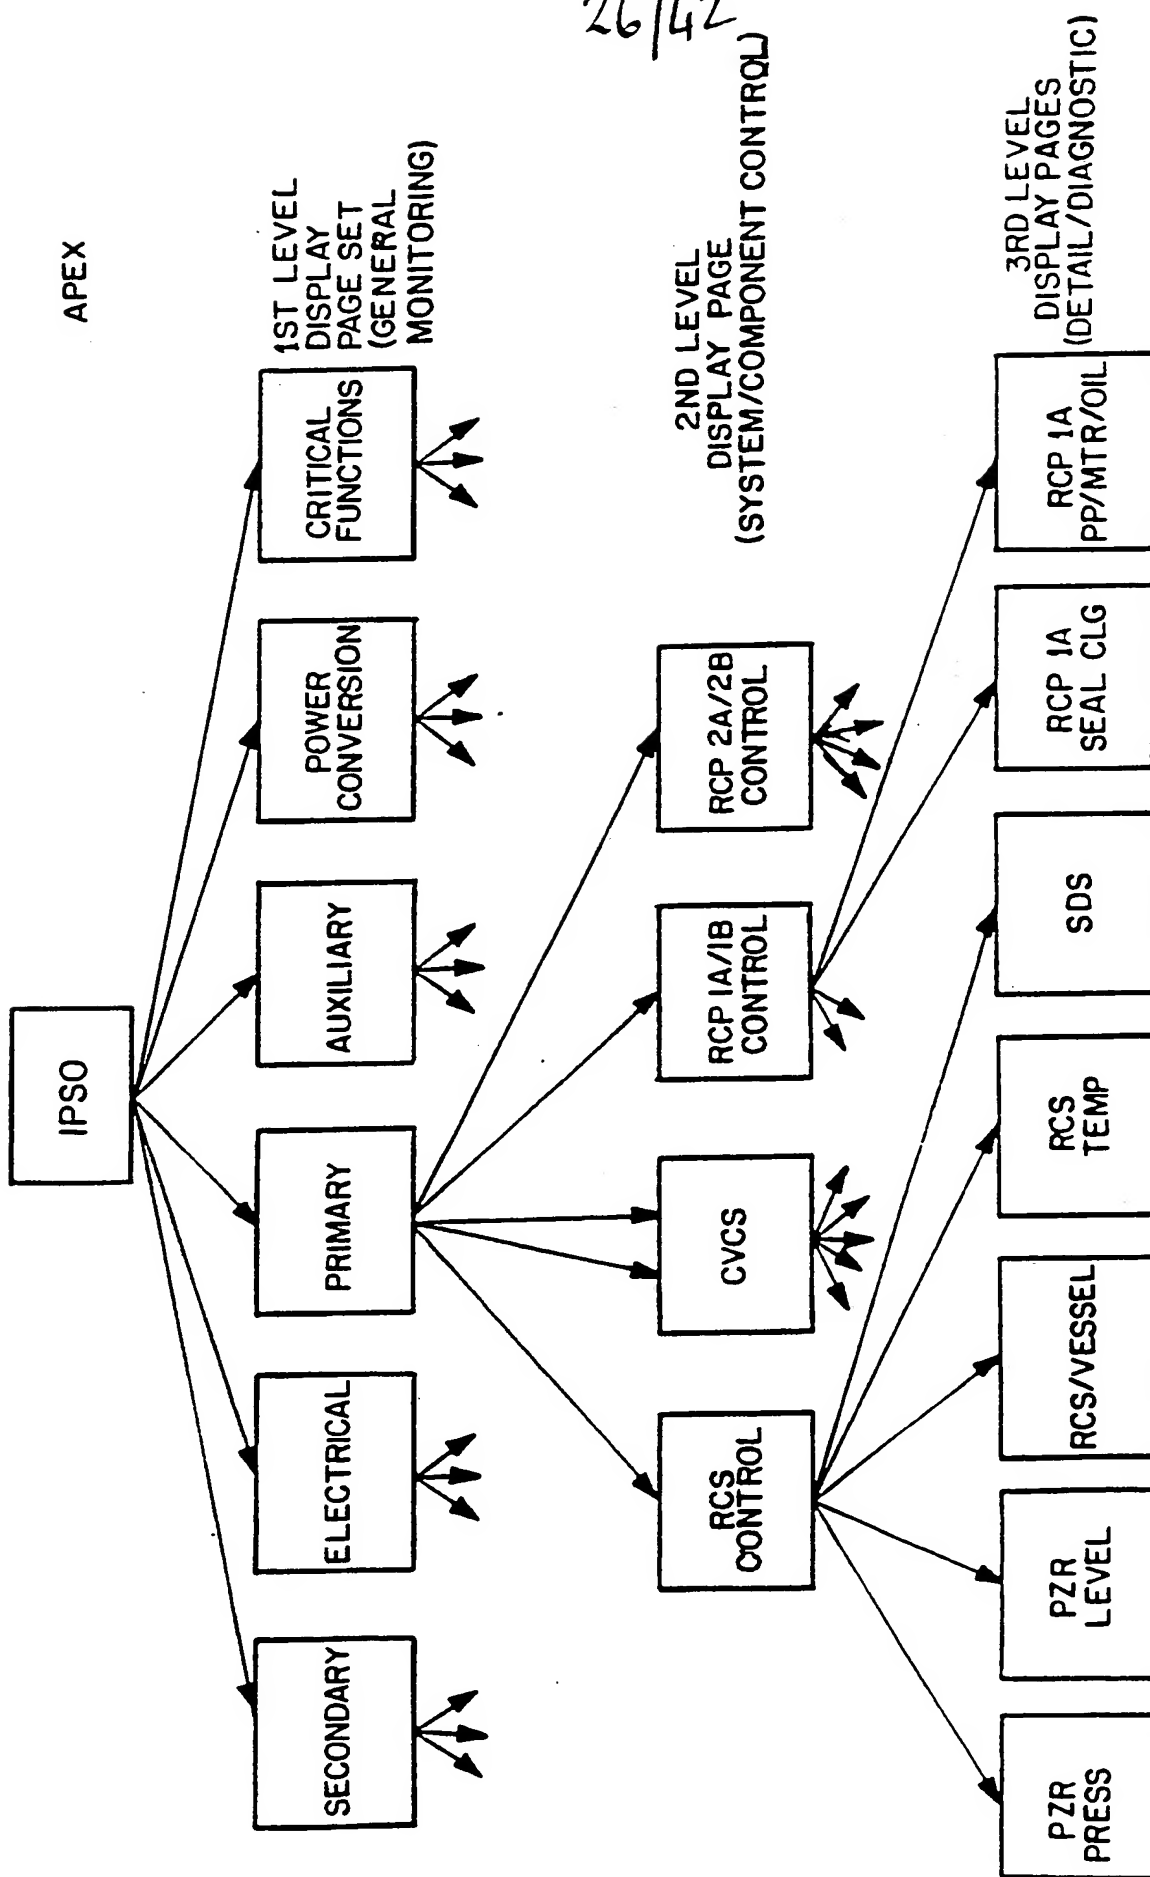 26/42
APEX
IPSO
1ST LEVEL
DISPLAY
PAGE SET
(GENERAL
MONITORING)
SECONDARY
ELECTRICAL
PRIMARY
AUXILIARY
POWER
CONVERSION
CRITICAL
FUNCTIONS
2ND LEVEL
DISPLAY PAGE
(SYSTEM/COMPONENT CONTROL)
RCS
CONTROL
CVCS
RCP 1A/1B
CONTROL
RCP 2A/2B
CONTROL
3RD LEVEL
DISPLAY PAGES
(DETAIL/DIAGNOSTIC)
PZR
PRESS
PZR
LEVEL
RCS/VESSEL
RCS
TEMP
SDS
RCP 1A
SEAL CLG
RCP 1A
PP/MTR/OIL